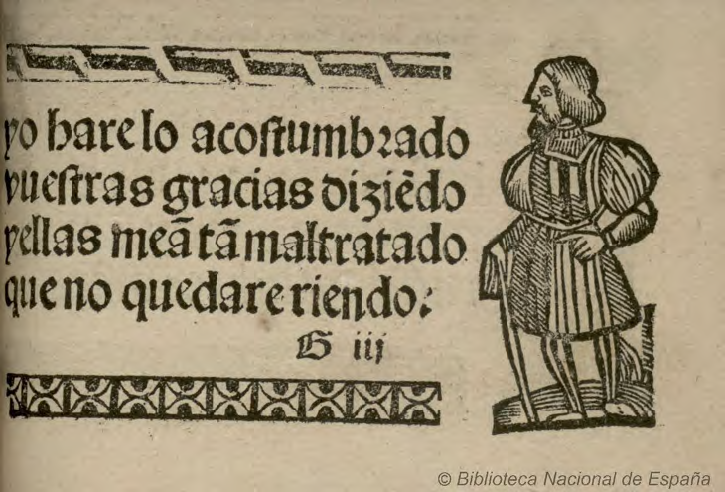 yo hare lo acoſtumbrado
vueſtras gracias diziẽdo
yellas meã tã maltratado
que no quedare riendo:
G iij
© Biblioteca Nacional de España